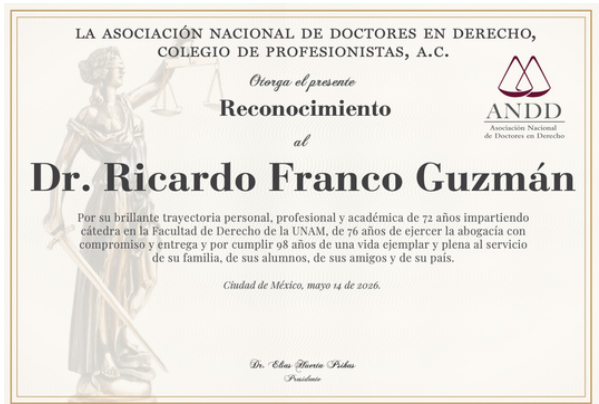 LA ASOCIACIÓN NACIONAL DE DOCTORES EN DERECHO,
COLEGIO DE PROFESIONISTAS, A.C.
Otorga el presente
Reconocimiento
ANDD
Asociación Nacional
de Doctores en Derecho
al
Dr. Ricardo Franco Guzmán
Por su brillante trayectoria personal, profesional y académica de 72 años impartiendo
cátedra en la Facultad de Derecho de la UNAM, de 76 años de ejercer la abogacía con
compromiso y entrega y por cumplir 98 años de una vida ejemplar y plena al servicio
de su familia, de sus alumnos, de sus amigos y de su país.
Ciudad de México, mayo 14 de 2026.
Dr. Elias Huerta Psihas
Presidente